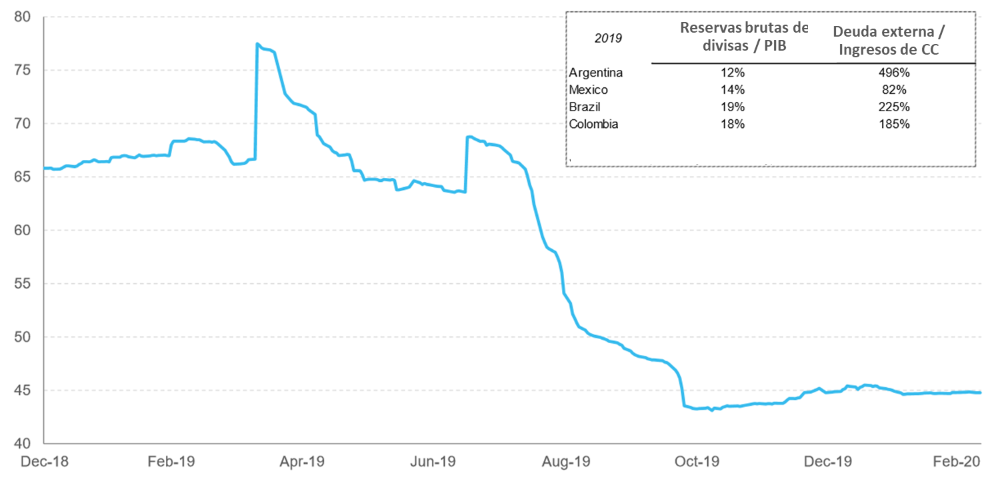 80
75
70
65
60
55
50
45
40
Dec-18 Feb-19 Apr-19 Jun-19 Aug-19 Oct-19 Dec-19 Feb-20
2019 Reservas brutas de divisas / PIB Deuda externa / Ingresos de CC
Argentina 12% 496%
Mexico 14% 82%
Brazil 19% 225%
Colombia 18% 185%